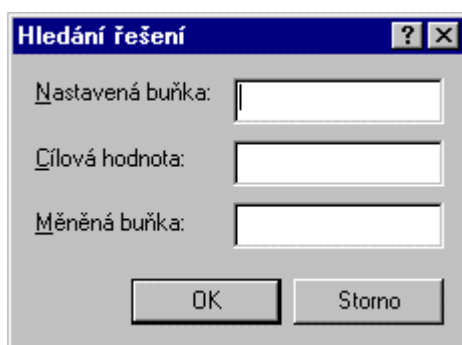 Hledání řešení
Nastavená buňka:
Cílová hodnota:
Měněná buňka:
OK Storno